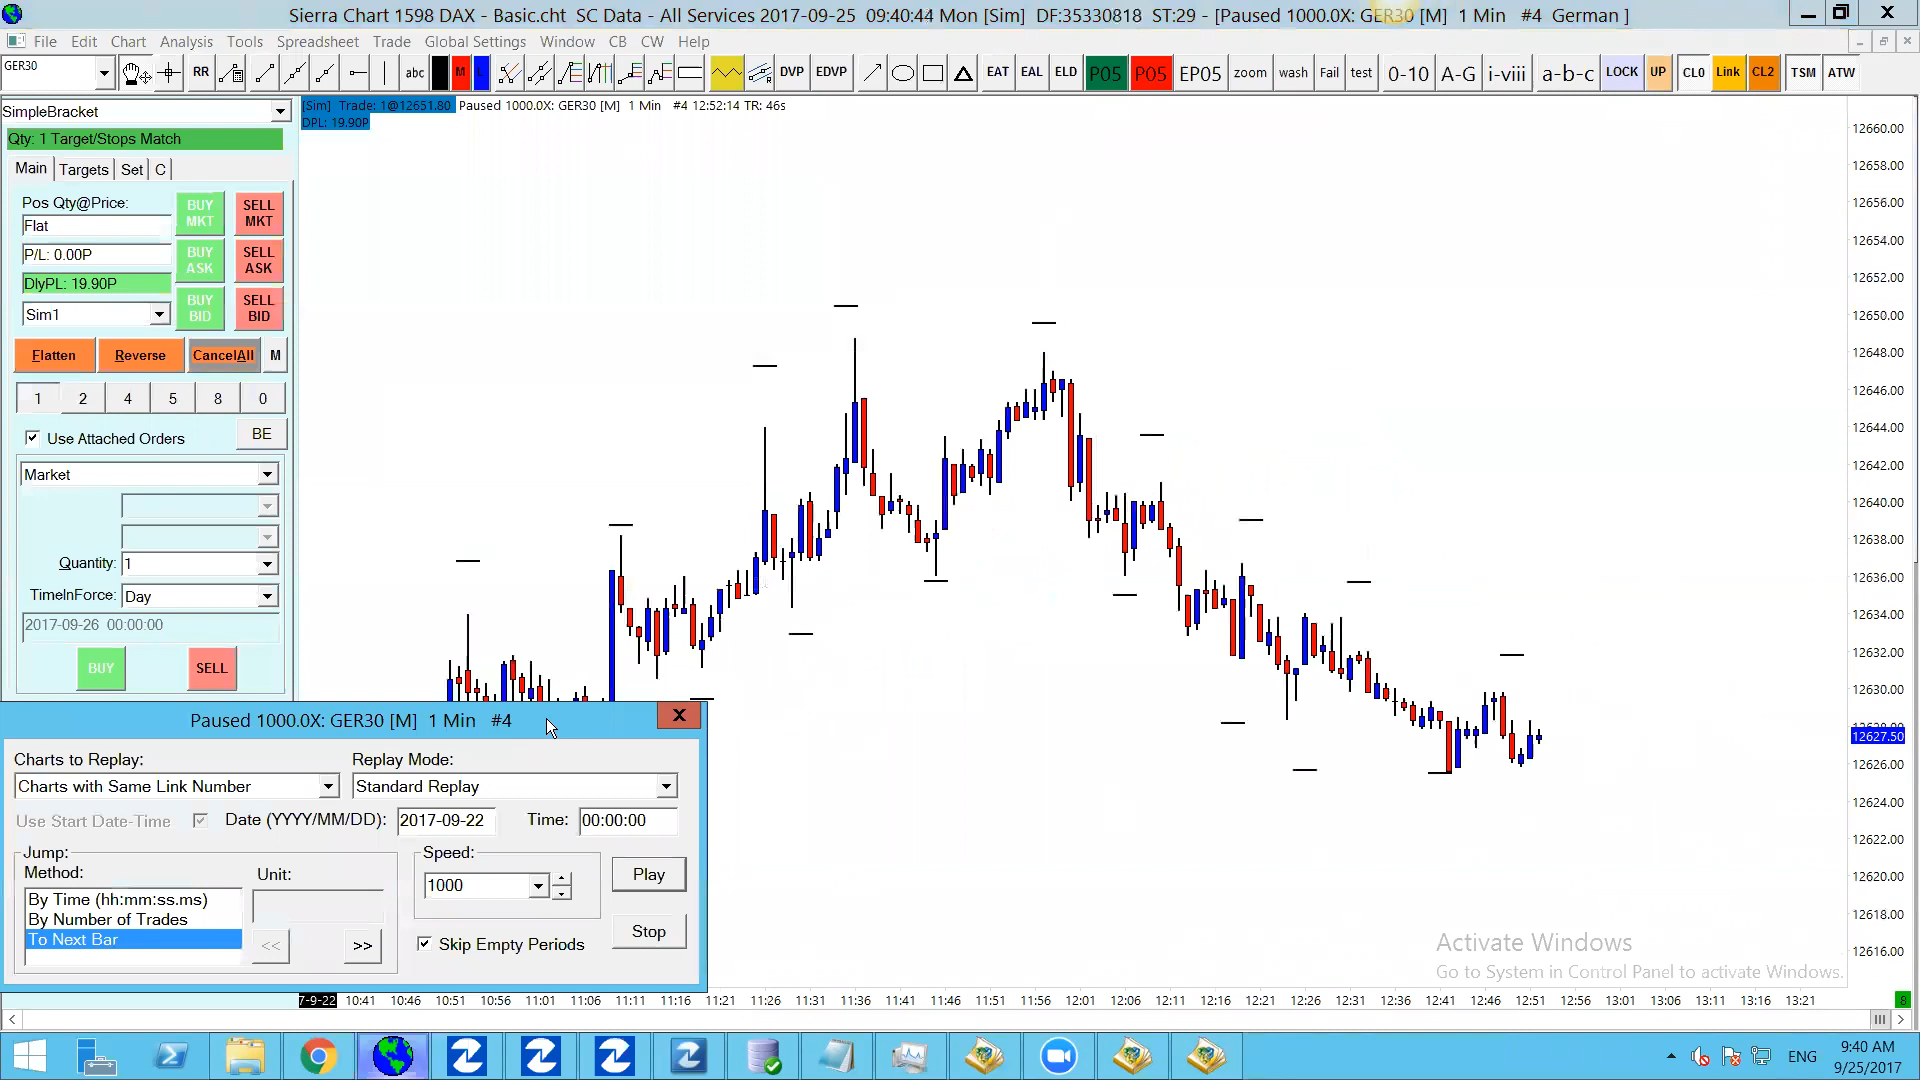 Sierra Chart 1598 DAX - Basic.cht SC Data - All Services 2017-09-25 09:40:44 Mon [Sim] DF:35330818 ST:29 - [Paused 1000.0X: GER30 [M] 1 Min #4 German ]
File Edit Chart Analysis Tools Spreadsheet Trade Global Settings Window CB CW Help
GER30 RR abc M L DVP EDVP EAT EAL ELD P05 P05 EP05 zoom wash Fail test 0-10 A-G i-viii a-b-c LOCK UP CL0 Link CL2 TSM ATW
SimpleBracket
[Sim] Trade: 1@12651.80 Paused 1000.0X: GER30 [M] 1 Min #4 12:52:14 TR: 46s
DPL: 19.90P
Qty: 1 Target/Stops Match
Main Targets Set C
Pos Qty@Price:
Flat
P/L: 0.00P
DlyPL: 19.90P
Sim1
BUY MKT
SELL MKT
BUY ASK
SELL ASK
BUY BID
SELL BID
Flatten Reverse CancelAll M
1 2 4 5 8 0
Use Attached Orders BE
Market
Quantity: 1
TimeInForce: Day
2017-09-26 00:00:00
BUY SELL
Paused 1000.0X: GER30 [M] 1 Min #4
Charts to Replay: Replay Mode:
Charts with Same Link Number Standard Replay
Use Start Date-Time Date (YYYY/MM/DD): 2017-09-22 Time: 00:00:00
Jump: Speed:
Method: Unit:
By Time (hh:mm:ss.ms)
By Number of Trades
To Next Bar
<< >>
1000
Play
Skip Empty Periods
Stop
12660.00
12658.00
12656.00
12654.00
12652.00
12650.00
12648.00
12646.00
12644.00
12642.00
12640.00
12638.00
12636.00
12634.00
12632.00
12630.00
12627.50
12626.00
12624.00
12622.00
12620.00
12618.00
12616.00
Activate Windows
Go to System in Control Panel to activate Windows.
7-9-22 10:41 10:46 10:51 10:56 11:01 11:06 11:11 11:16 11:21 11:26 11:31 11:36 11:41 11:46 11:51 11:56 12:01 12:06 12:11 12:16 12:21 12:26 12:31 12:36 12:41 12:46 12:51 12:56 13:01 13:06 13:11 13:16 13:21 8
ENG
9:40 AM
9/25/2017